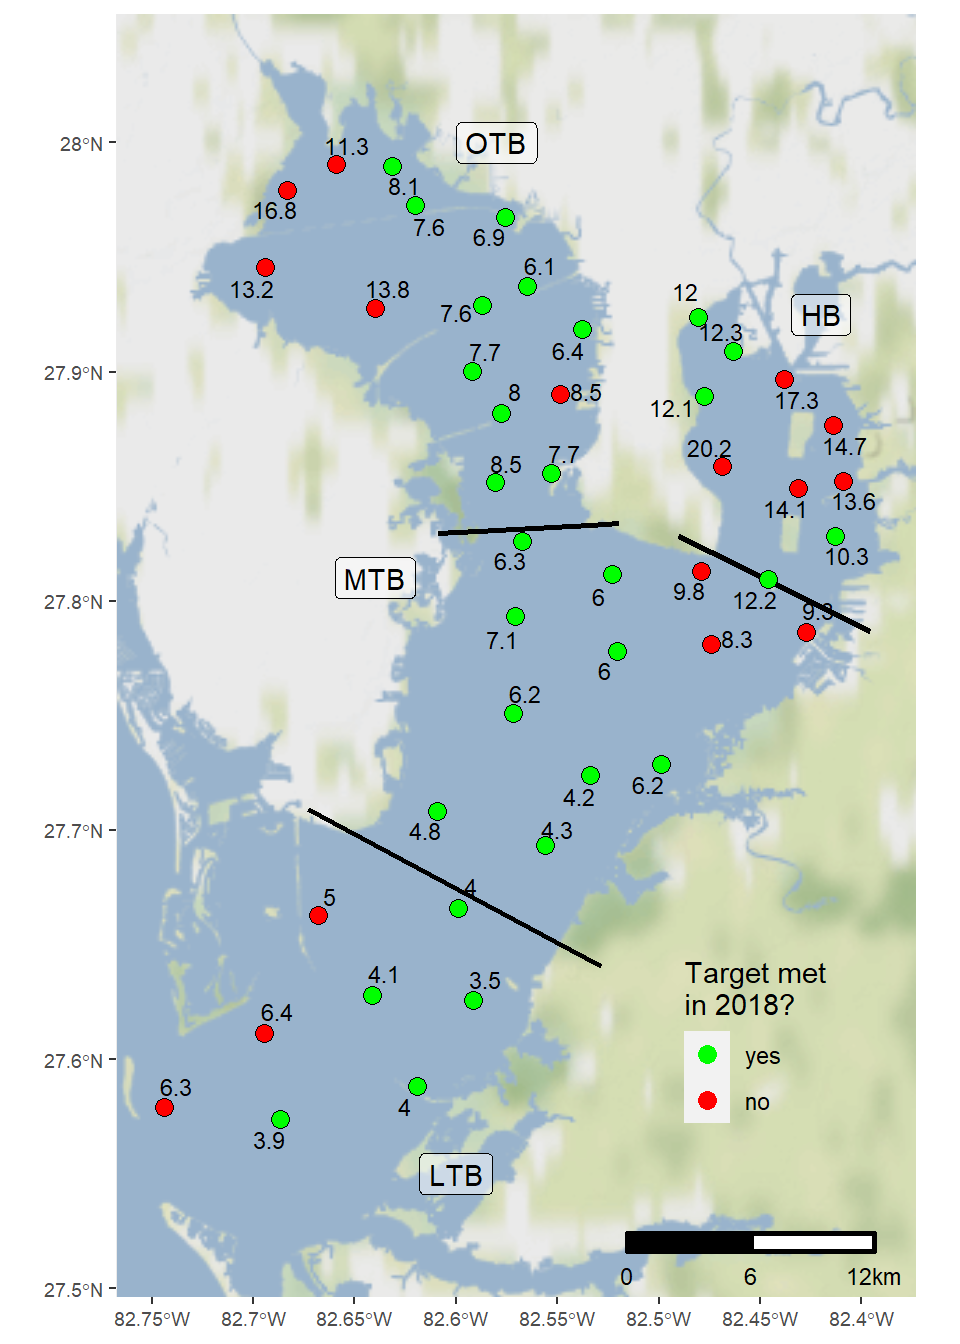 28°N
27.9°N
27.8°N
27.7°N
27.6°N
27.5°N
82.75°W
82.7°W
82.65°W
82.6°W
82.55°W
82.5°W
82.45°W
82.4°W
OTB
11.3
8.1
16.8
7.6
6.9
6.1
13.2
13.8
7.6
6.4
7.7
8
8.5
8.5
7.7
HB
12
12.3
12.1
17.3
14.7
20.2
14.1
13.6
10.3
12.2
MTB
6.3
6
9.8
9.3
7.1
8.3
6
6.2
4.2
6.2
4.8
4.3
4
5
4.1
3.5
6.4
6.3
4
3.9
LTB
Target met
in 2018?
yes
no
0 6 12km